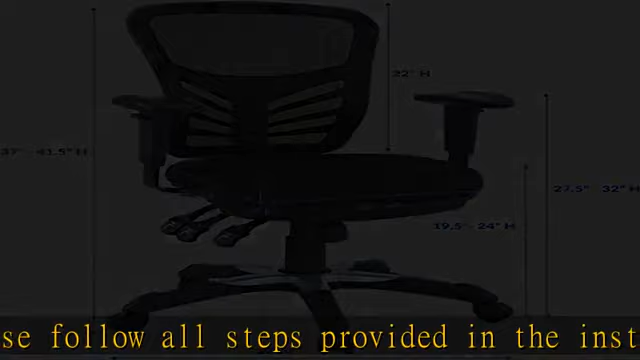 22" H
37" - 41.5" H
27.5" - 32" H
19.5" - 24" H
se follow all steps provided in the inst